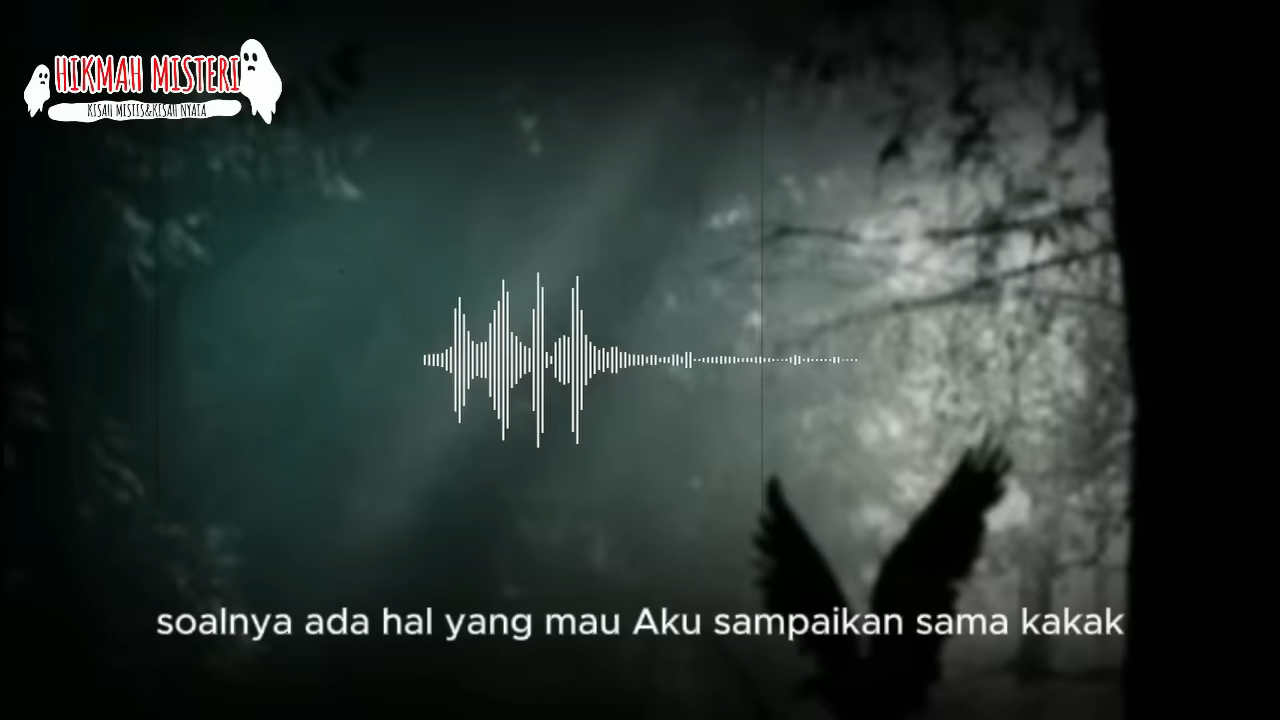 HIKMAH MISTERI
KISAH MISTIS&KISAH NYATA
soalnya ada hal yang mau Aku sampaikan sama kakak